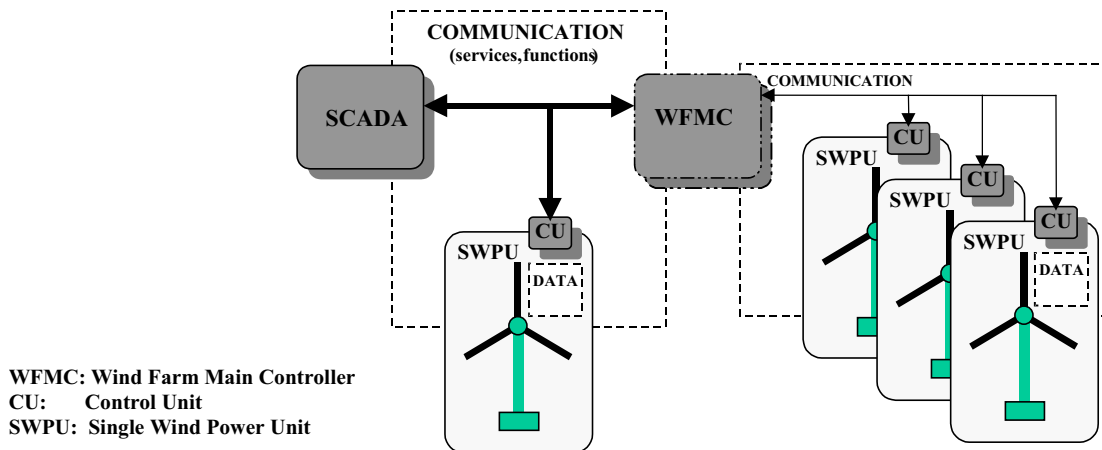 COMMUNICATION
(services,functions)
COMMUNICATION
SCADA
WFMC
CU
SWPU
CU
SWPU
CU
SWPU
DATA
CU
SWPU
DATA
WFMC: Wind Farm Main Controller
CU: Control Unit
SWPU: Single Wind Power Unit